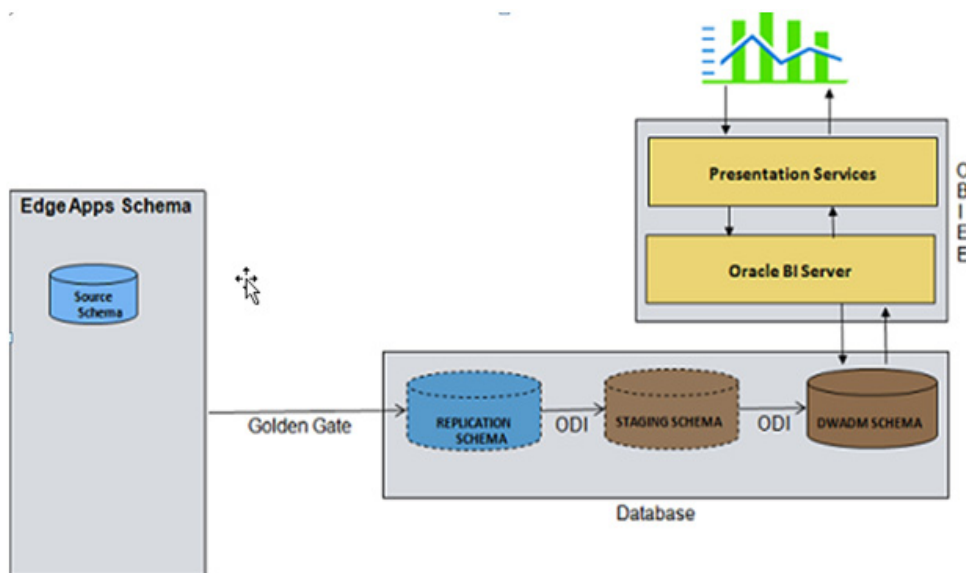 Edge Apps Schema
Source
Schema
Golden Gate
REPLICATION
SCHEMA
ODI
STAGING SCHEMA
ODI
DWADM SCHEMA
Database
Presentation Services
Oracle BI Server
O
B
I
E
E